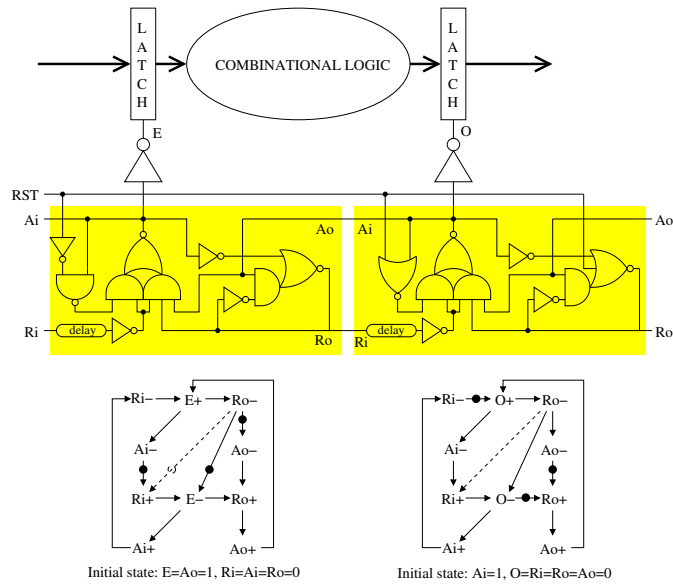 L A T C H
COMBINATIONAL LOGIC
L A T C H
E
O
RST
Ai
Ao
Ai
Ao
Ri
delay
Ro
Ri
delay
Ro
Ri− E+ Ro−
Ai− Ao−
Ri+ E− Ro+
Ai+ Ao+
Initial state: E=Ao=1, Ri=Ai=Ro=0
Ri− O+ Ro−
Ai− Ao−
Ri+ O− Ro+
Ai+ Ao+
Initial state: Ai=1, O=Ri=Ro=Ao=0